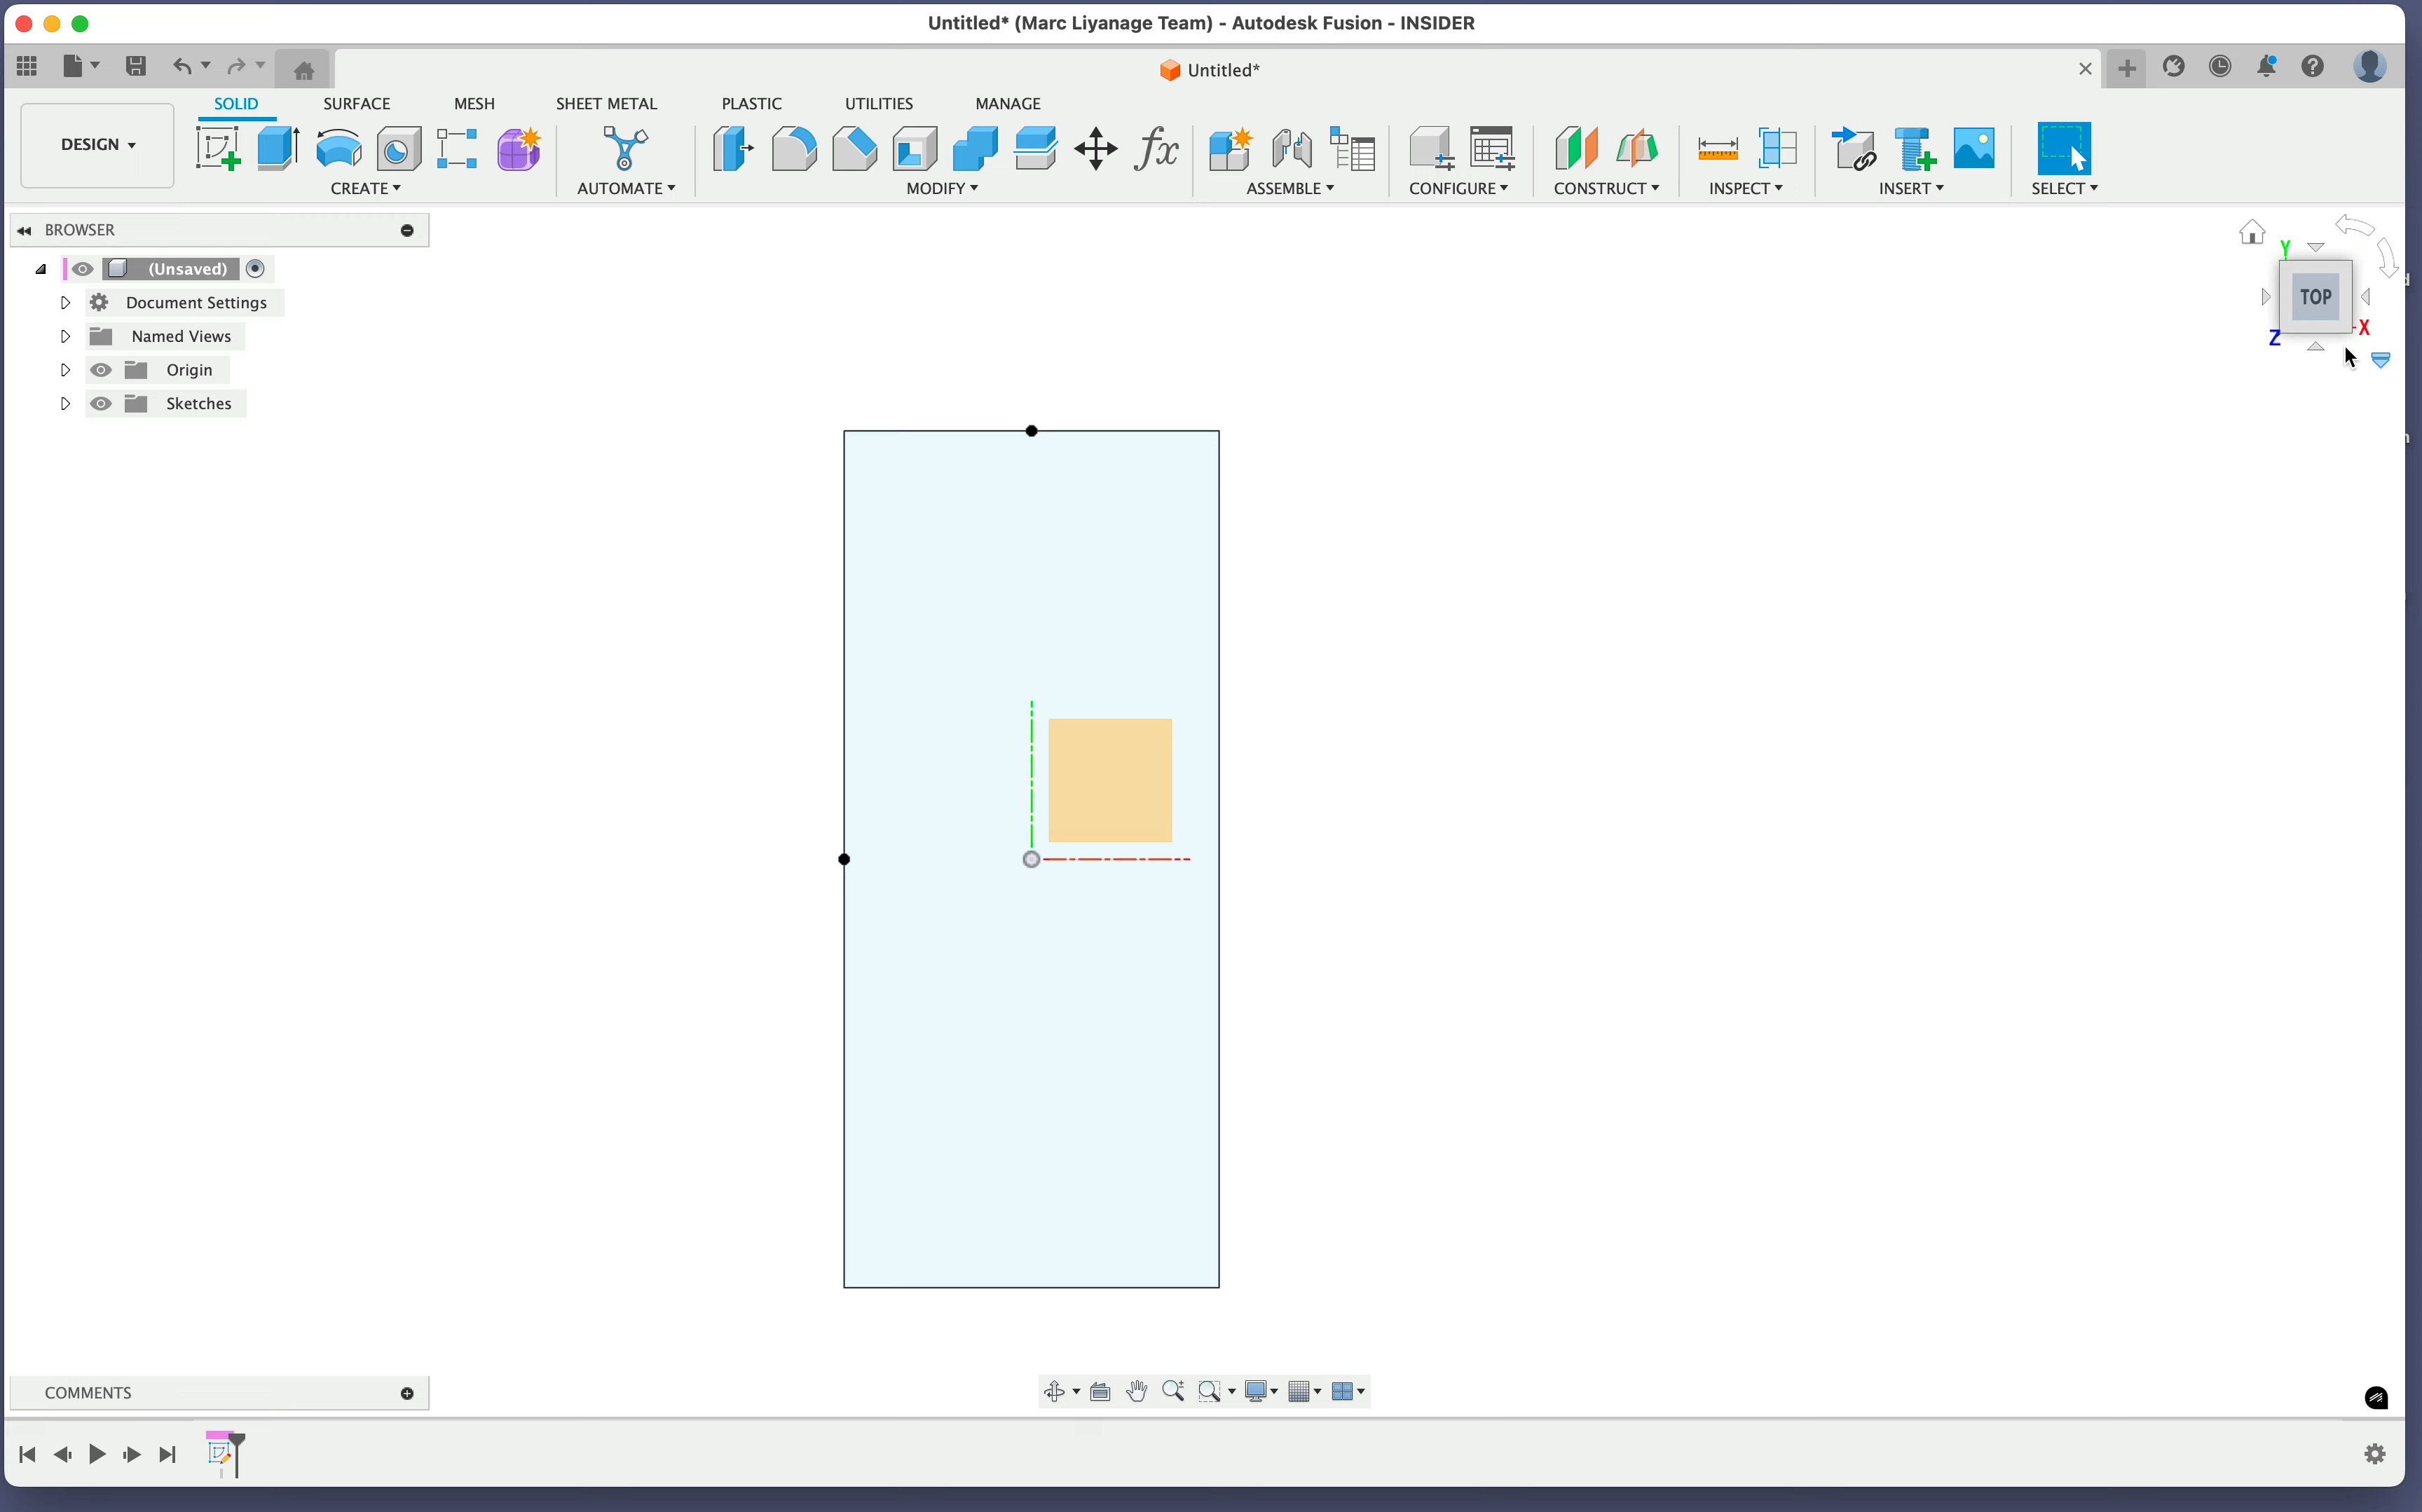 Untitled* (Marc Liyanage Team) - Autodesk Fusion - INSIDER
Untitled*
SOLID SURFACE MESH SHEET METAL PLASTIC UTILITIES MANAGE
DESIGN
fx
CREATE AUTOMATE MODIFY ASSEMBLE CONFIGURE CONSTRUCT INSPECT INSERT SELECT
BROWSER
(Unsaved)
Document Settings
Named Views
Origin
Sketches
Y
TOP
X
Z
COMMENTS